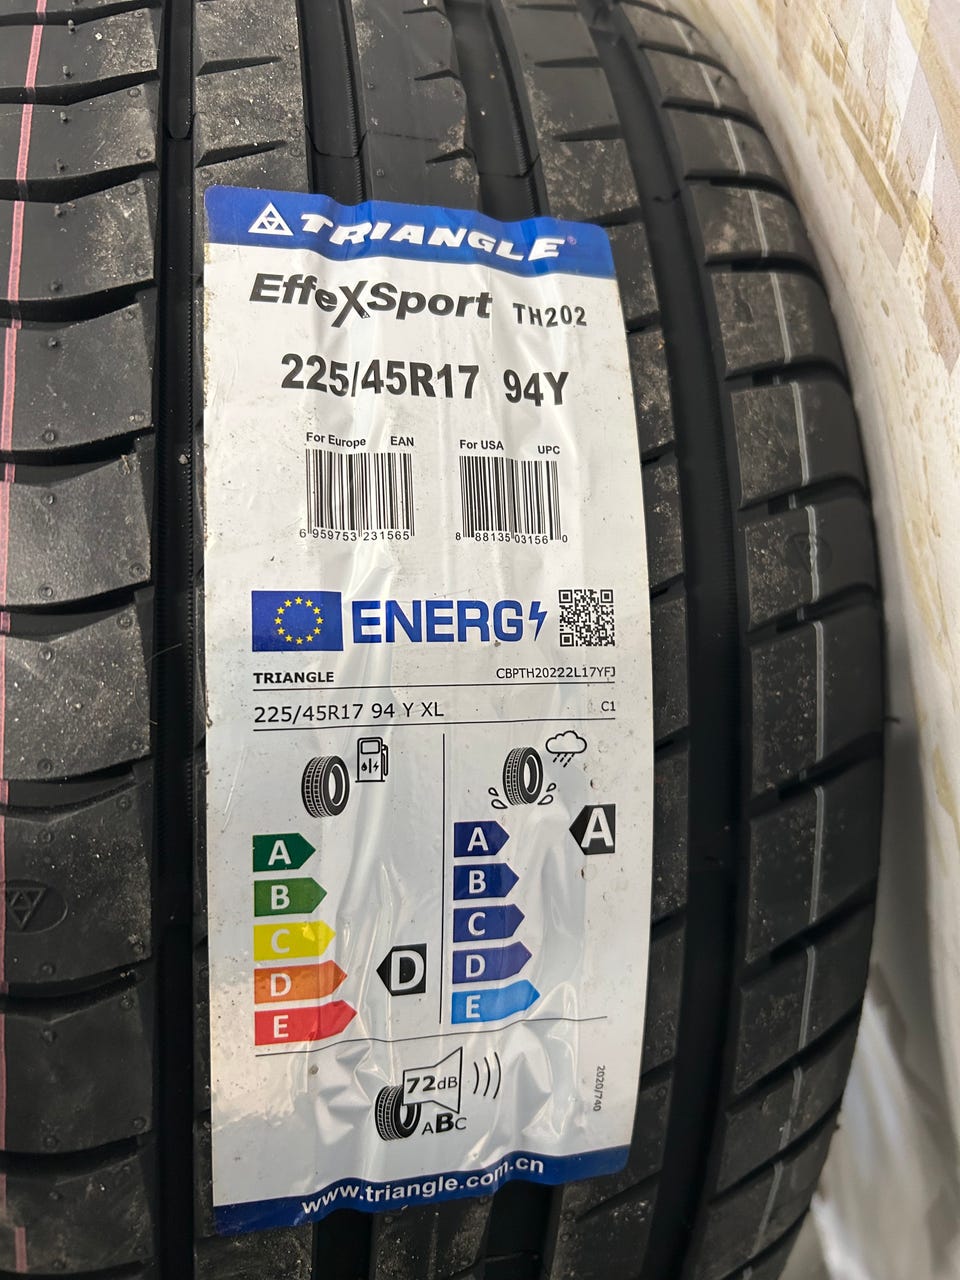 TRIANGLE®
EffeXSport TH202
225/45R17 94Y
For Europe EAN
For USA UPC
6 959753 231565
8 88135 03156 0
ENERG
TRIANGLE
CBPTH20222L17YFJ
225/45R17 94 Y XL
C1
A
B
C
D
E
D
A
B
C
D
E
A
72dB
ABC
2020/740
www.triangle.com.cn